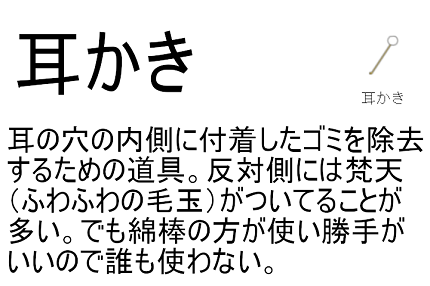 耳かき
耳かき
耳の穴の内側に付着したゴミを除去
するための道具。反対側には梵天
（ふわふわの毛玉）がついてることが
多い。でも綿棒の方が使い勝手が
いいので誰も使わない。